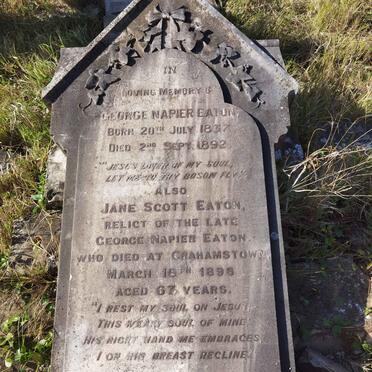 IN
LOVING MEMORY OF
GEORGE NAPIER EATON
BORN 20TH JULY 1837
DIED 2ND SEPT. 1892
"JESUS LOVER OF MY SOUL,
LET ME TO THY BOSOM FLY"
ALSO
JANE SCOTT EATON,
RELICT OF THE LATE
GEORGE NAPIER EATON
WHO DIED AT GRAHAMSTOWN
MARCH 18TH 1898
AGED 67 YEARS.
"I REST MY SOUL ON JESUS,
THIS WEARY SOUL OF MINE
HIS RIGHT HAND ME EMBRACES
I ON HIS BREAST RECLINE.